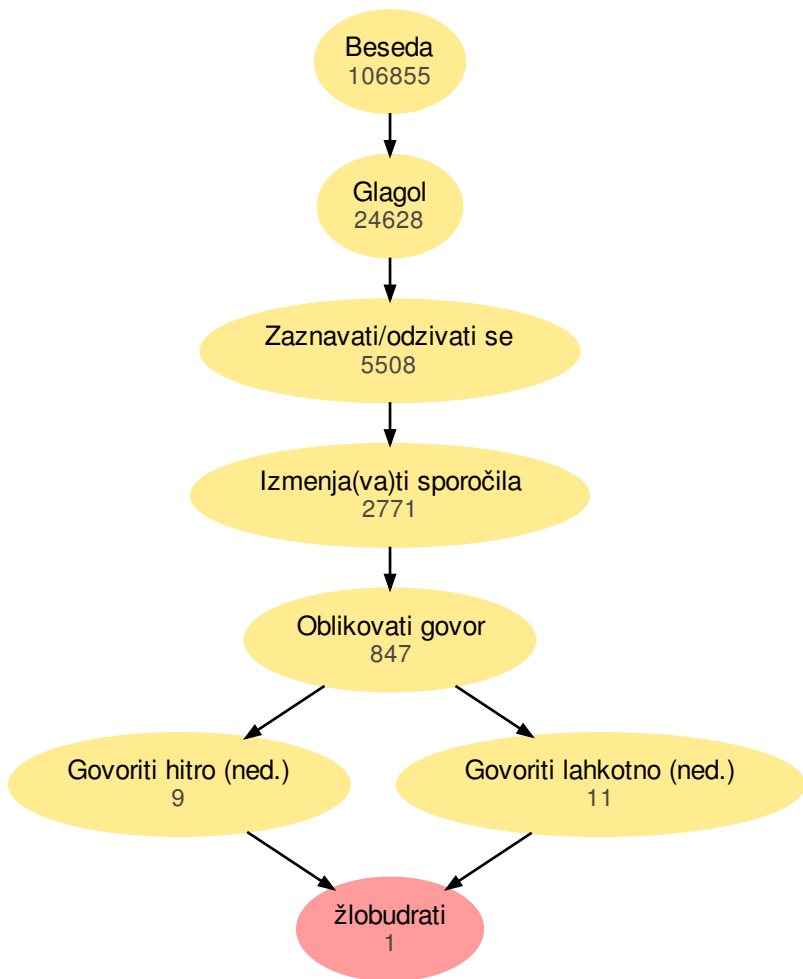 Beseda
106855
Glagol
24628
Zaznavati/odzivati se
5508
Izmenja(va)ti sporočila
2771
Oblikovati govor
847
Govoriti hitro (ned.)
9
Govoriti lahkotno (ned.)
11
žlobudrati
1